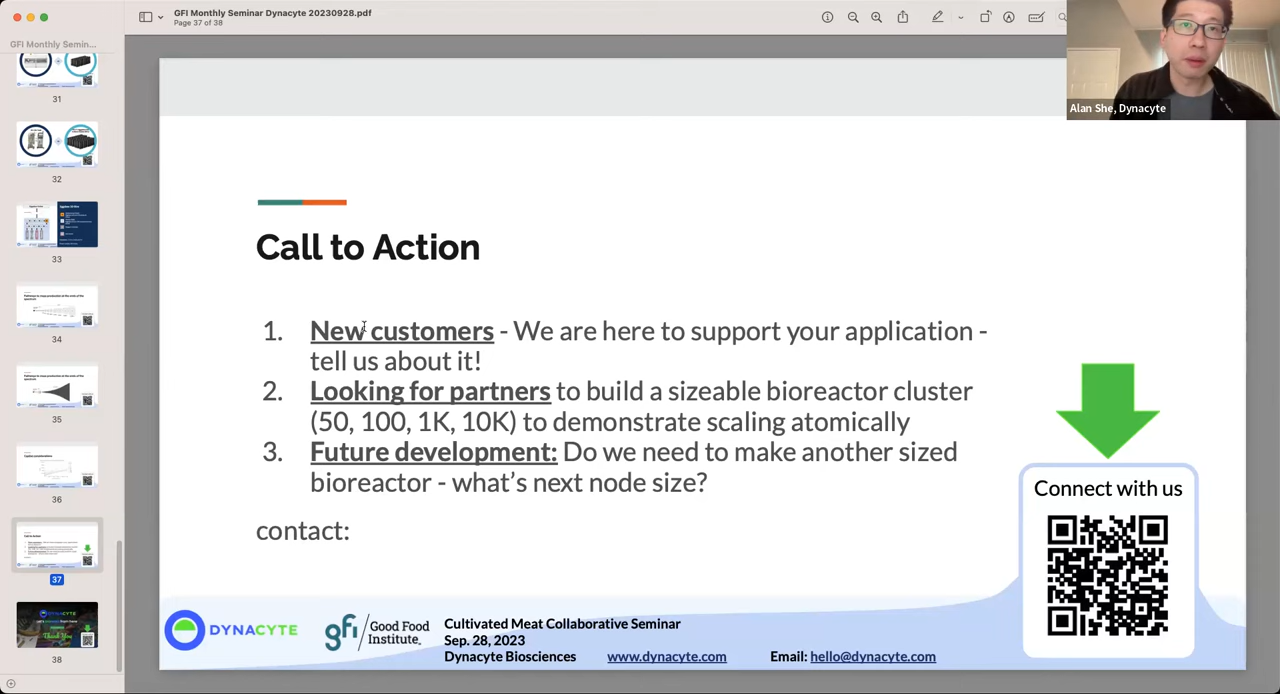 GFI Monthly Seminar Dynacyte 20230928.pdf
Page 37 of 38
GFI Monthly Semin...
31
32
33
34
35
36
37
38
Alan She, Dynacyte
Call to Action
1. New customers - We are here to support your application -
tell us about it!
2. Looking for partners to build a sizeable bioreactor cluster
(50, 100, 1K, 10K) to demonstrate scaling atomically
3. Future development: Do we need to make another sized
bioreactor - what's next node size?
contact:
Connect with us
DYNACYTE
gfi / Good Food
Institute.
Cultivated Meat Collaborative Seminar
Sep. 28, 2023
Dynacyte Biosciences www.dynacyte.com Email: hello@dynacyte.com